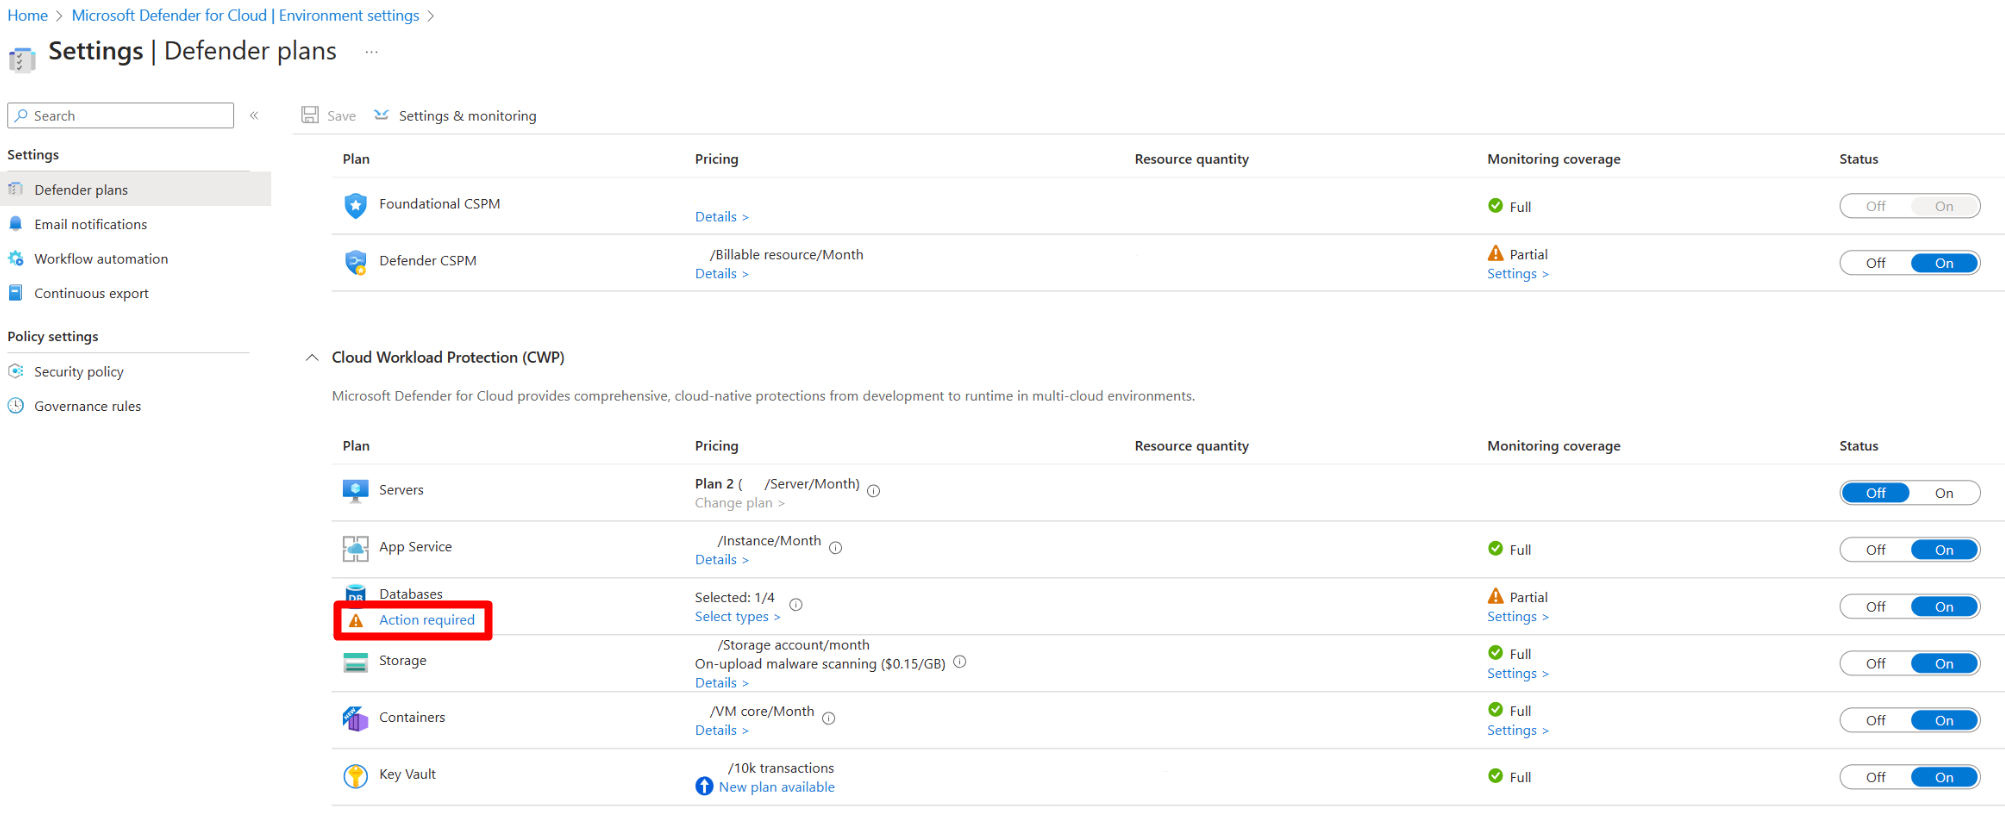 Home > Microsoft Defender for Cloud | Environment settings >
Settings | Defender plans ...
Search «
Save Settings & monitoring
Settings
Defender plans
Email notifications
Workflow automation
Continuous export
Policy settings
Security policy
Governance rules
Plan Pricing Resource quantity Monitoring coverage Status
Foundational CSPM Details > Full Off On
Defender CSPM /Billable resource/Month Partial Off On
Details > Settings >
Cloud Workload Protection (CWP)
Microsoft Defender for Cloud provides comprehensive, cloud-native protections from development to runtime in multi-cloud environments.
Plan Pricing Resource quantity Monitoring coverage Status
Servers Plan 2 ( /Server/Month) Off On
Change plan >
App Service /Instance/Month Full Off On
Details >
DB Databases Selected: 1/4 Partial Off On
Action required Select types > Settings >
Storage /Storage account/month Full Off On
On-upload malware scanning ($0.15/GB) Settings >
Details >
NEW Containers /VM core/Month Full Off On
Details > Settings >
Key Vault /10k transactions Full Off On
New plan available